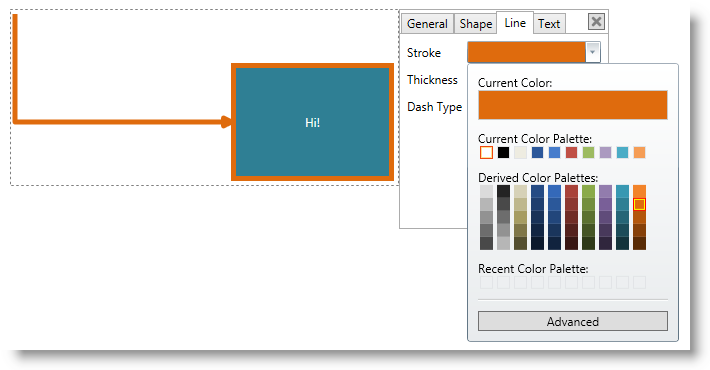 General Shape Line Text
Stroke
Thickness
Dash Type
Hi!
Current Color:
Current Color Palette:
Derived Color Palettes:
Recent Color Palette:
Advanced